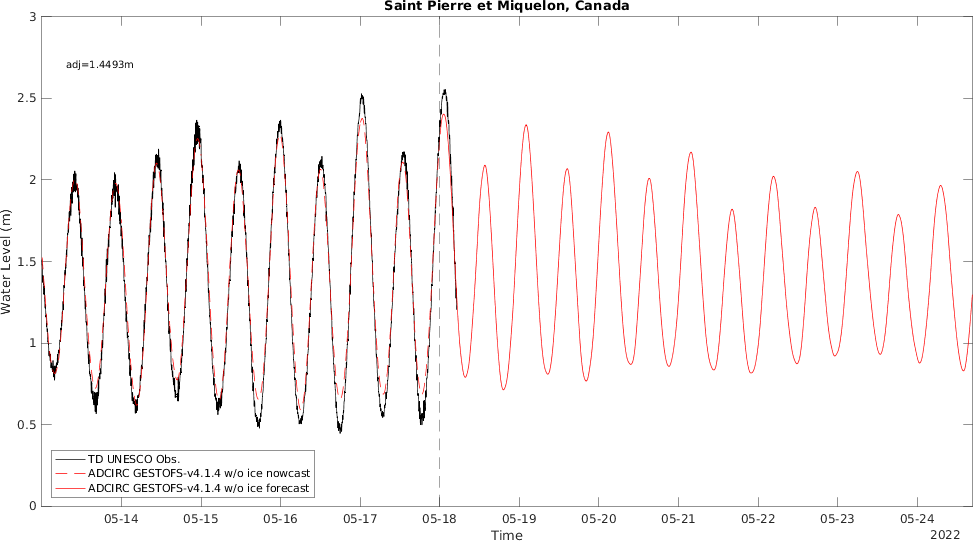 Saint Pierre et Miquelon, Canada
3
adj=1.4493m
2.5
2
1.5
Water Level (m)
1
0.5
TD UNESCO Obs.
ADCIRC GESTOFS-v4.1.4 w/o ice nowcast
ADCIRC GESTOFS-v4.1.4 w/o ice forecast
0
05-14 05-15 05-16 05-17 05-18 05-19 05-20 05-21 05-22 05-23 05-24
Time
2022